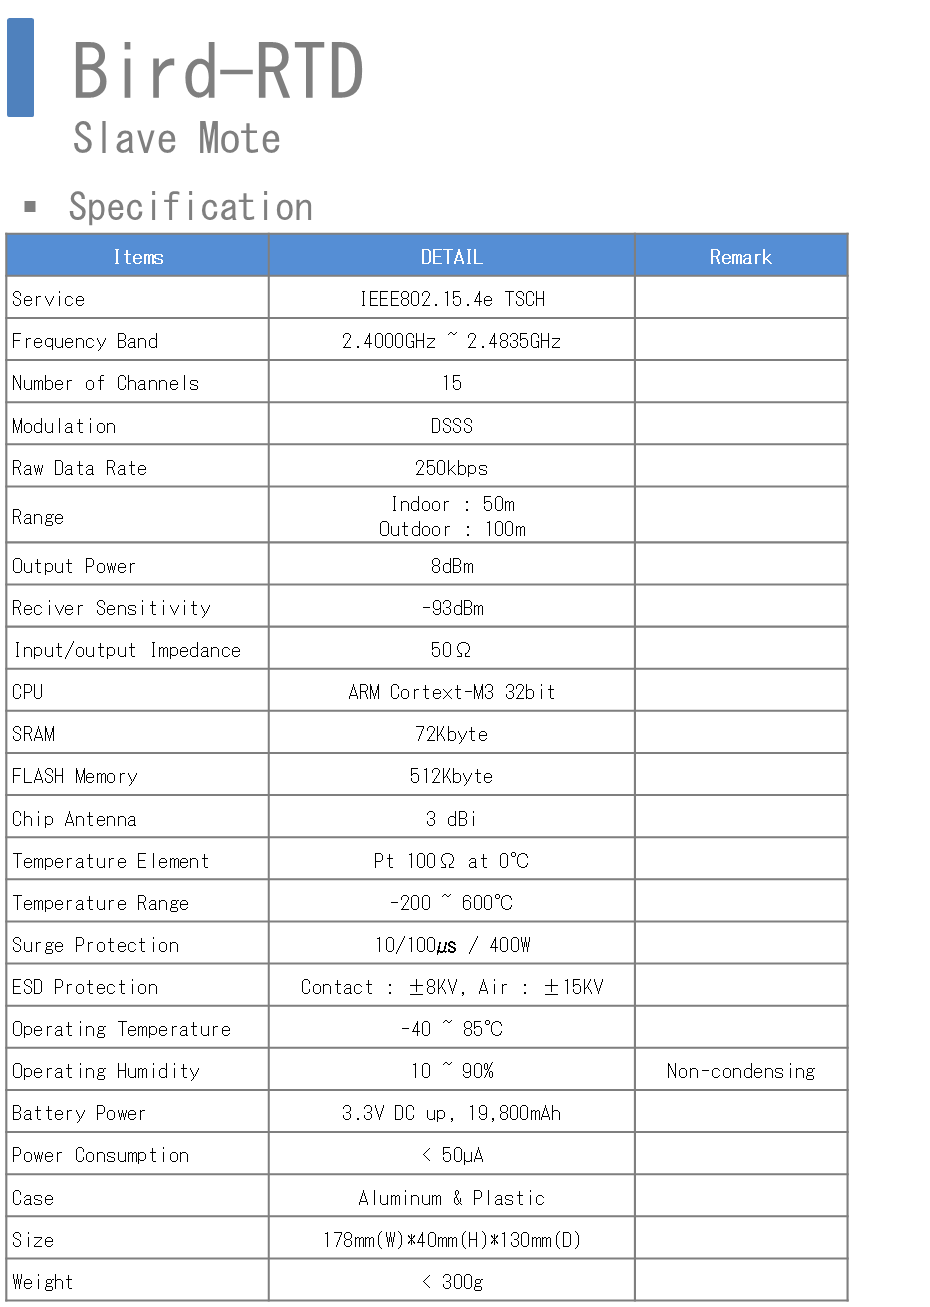 Bird-RTD
Slave Mote
▪ Specification
Items DETAIL Remark
Service IEEE802.15.4e TSCH
Frequency Band 2.4000GHz ~ 2.4835GHz
Number of Channels 15
Modulation DSSS
Raw Data Rate 250kbps
Range Indoor : 50m
Outdoor : 100m
Output Power 8dBm
Reciver Sensitivity -93dBm
Input/output Impedance 50Ω
CPU ARM Cortext-M3 32bit
SRAM 72Kbyte
FLASH Memory 512Kbyte
Chip Antenna 3 dBi
Temperature Element Pt 100Ω at 0℃
Temperature Range -200 ~ 600℃
Surge Protection 10/100μs / 400W
ESD Protection Contact : ±8KV, Air : ±15KV
Operating Temperature -40 ~ 85℃
Operating Humidity 10 ~ 90% Non-condensing
Battery Power 3.3V DC up, 19,800mAh
Power Consumption < 50μA
Case Aluminum & Plastic
Size 178mm(W)*40mm(H)*130mm(D)
Weight < 300g